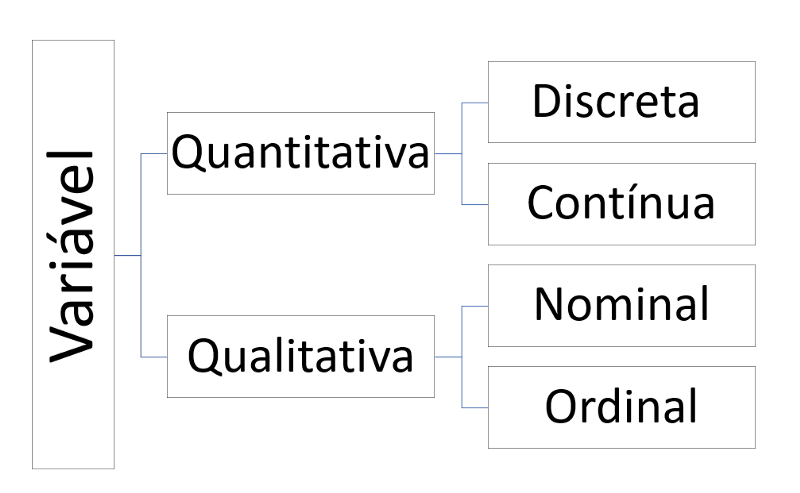 Variável
Quantitativa
Discreta
Contínua
Qualitativa
Nominal
Ordinal